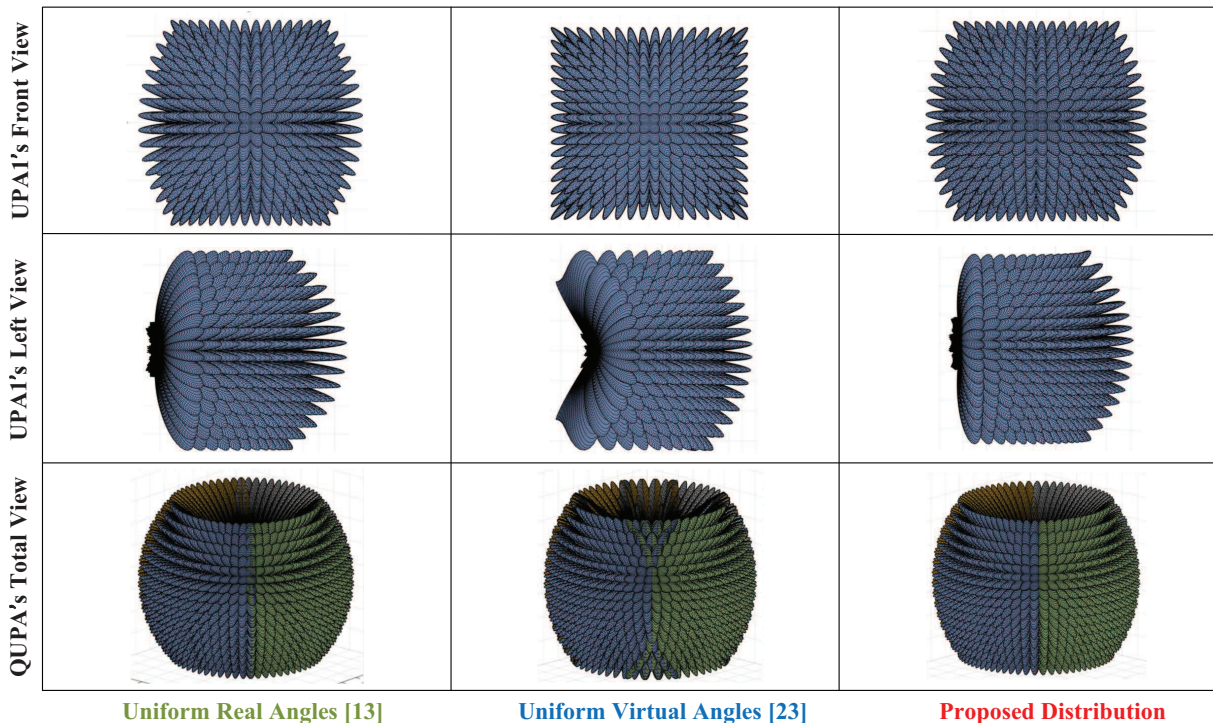 UPA1's Front View
UPA1's Left View
QUPA's Total View
Uniform Real Angles [13]
Uniform Virtual Angles [23]
Proposed Distribution